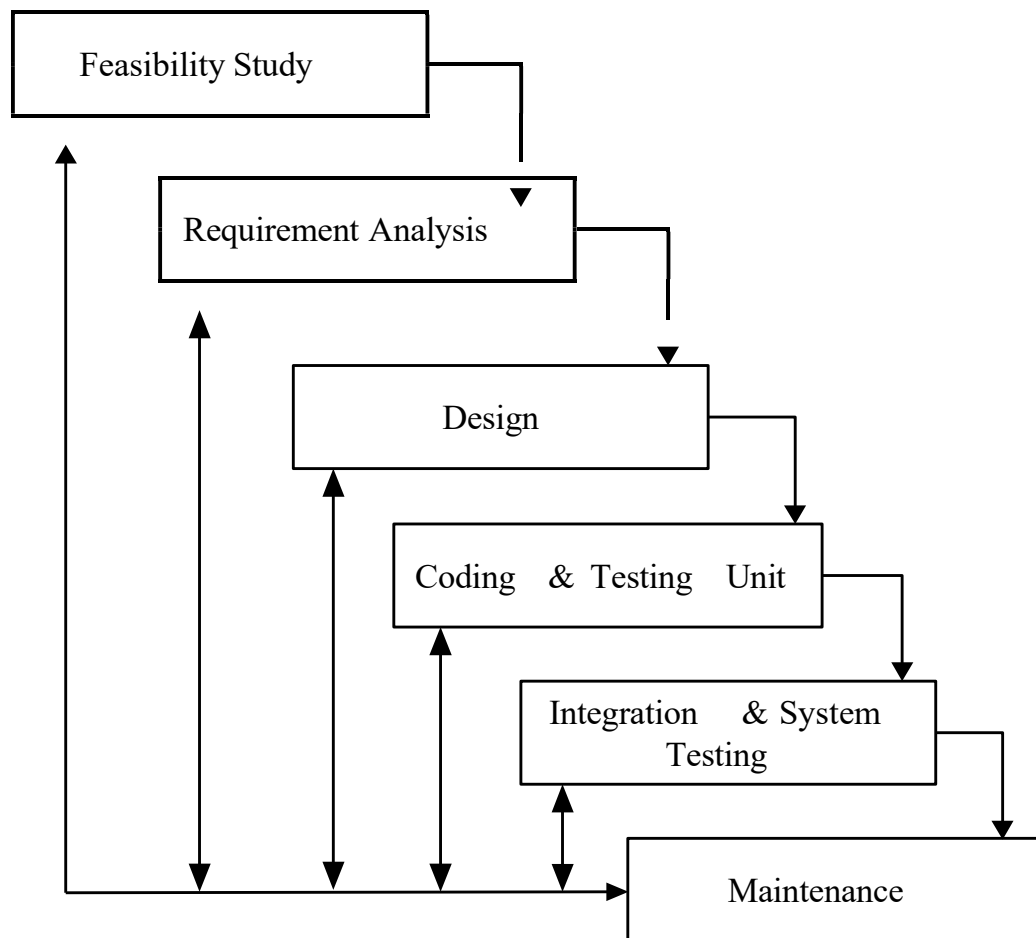 Feasibility Study
Requirement Analysis
Design
Coding & Testing Unit
Integration & System
Testing
Maintenance